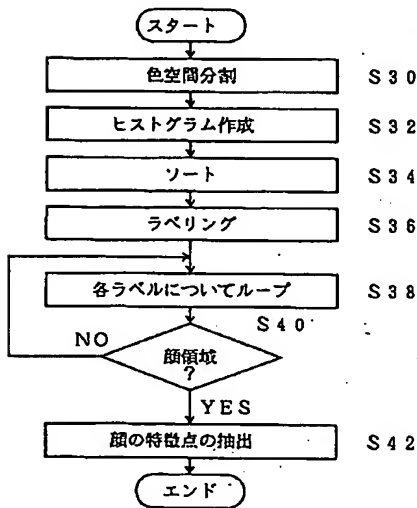 スタート
色空間分割 S30
ヒストグラム作成 S32
ソート S34
ラベリング S36
各ラベルについてループ S38
S40
NO
顔領域
?
YES
顔の特徴点の抽出 S42
エンド